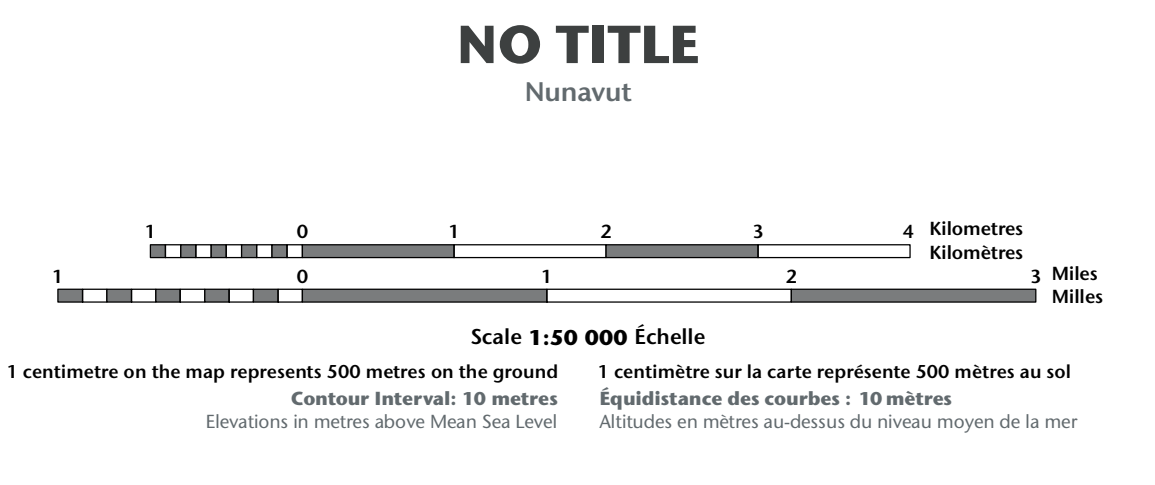 NO TITLE
Nunavut
1 0 1 2 3 4 Kilometres
Kilomètres
1 0 1 2 3 Miles
Milles
Scale 1:50 000 Échelle
1 centimetre on the map represents 500 metres on the ground
Contour Interval: 10 metres
Elevations in metres above Mean Sea Level
1 centimètre sur la carte représente 500 mètres au sol
Équidistance des courbes : 10 mètres
Altitudes en mètres au-dessus du niveau moyen de la mer